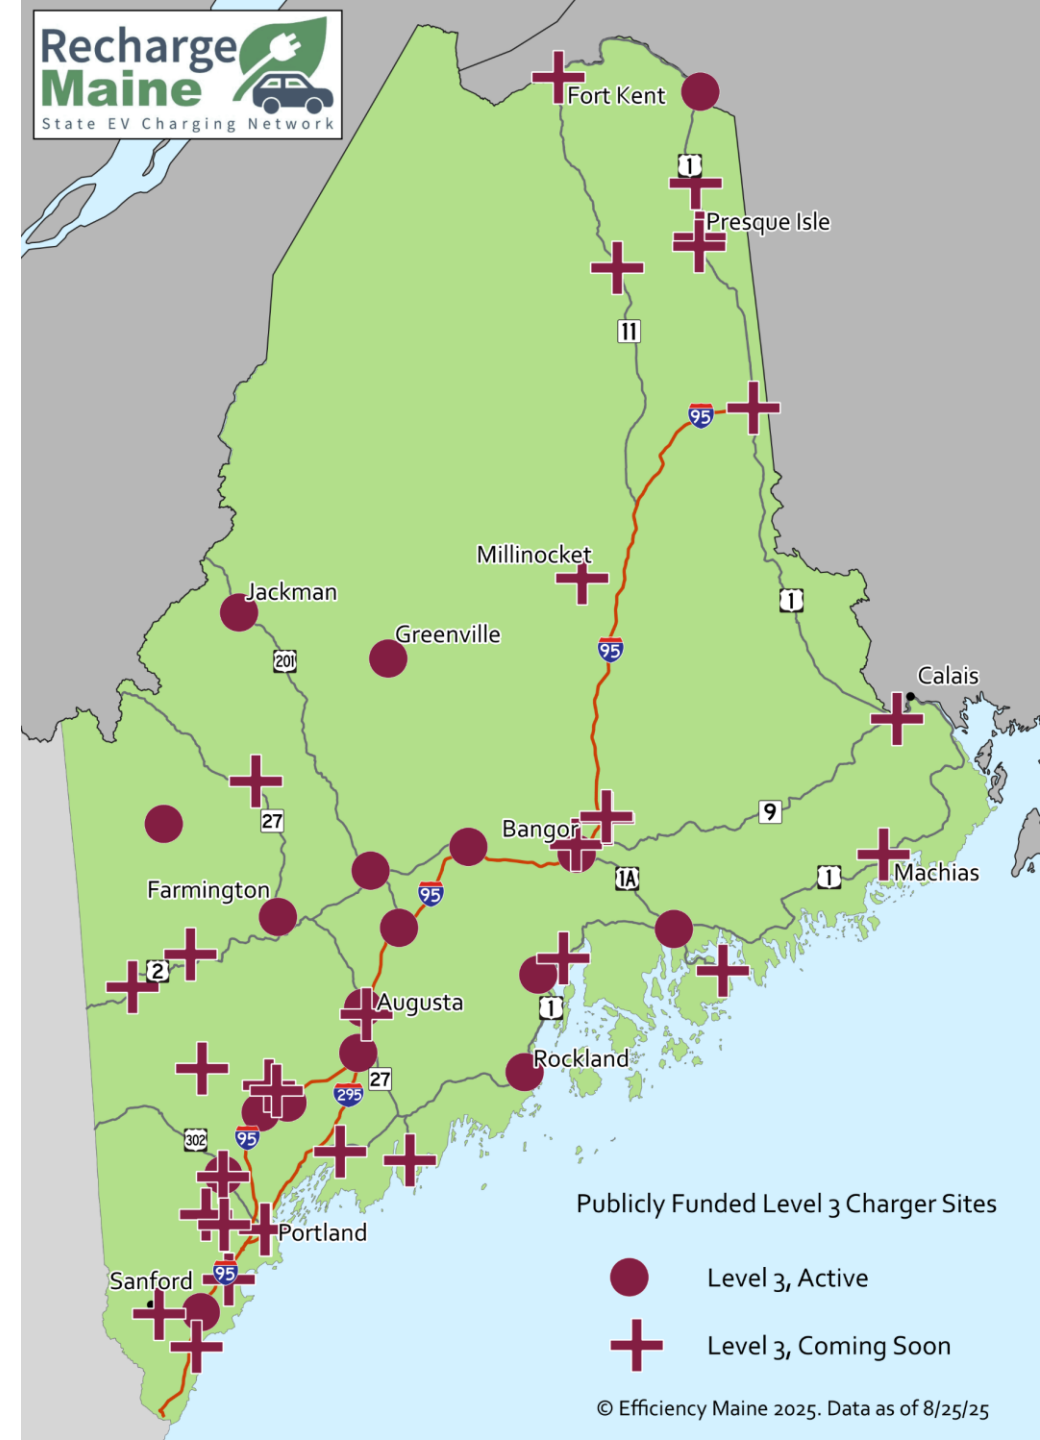 Recharge
Maine
State EV Charging Network
Fort Kent
1
Presque Isle
11
95
Millinocket
Jackman
1
Greenville
95
201
Calais
27
9
Bangor
1A
1
Machias
Farmington
95
2
Augusta
1
Rockland
27
295
302
95
Portland
95
Sanford
Publicly Funded Level 3 Charger Sites
Level 3, Active
Level 3, Coming Soon
© Efficiency Maine 2025. Data as of 8/25/25